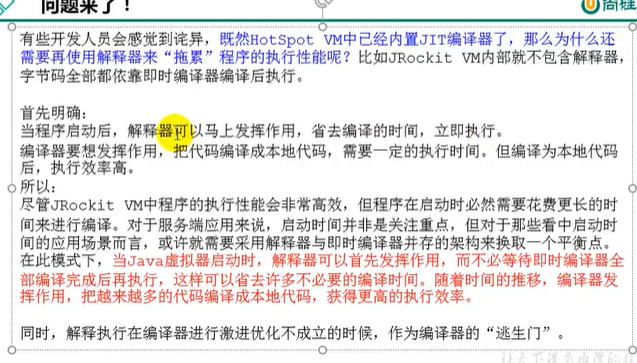 问题来了!
有些开发人员会感觉到诧异，既然HotSpot VM中已经内置JIT编译器了，那么为什么还
需要再使用解释器来“拖累”程序的执行性能呢？比如JRockit VM内部就不包含解释器，
字节码全部都依靠即时编译器编译后执行。
首先明确：
当程序启动后，解释器可以马上发挥作用，省去编译的时间，立即执行。
编译器要想发挥作用，把代码编译成本地代码，需要一定的执行时间。但编译为本地代码
后，执行效率高。
所以：
尽管JRockit VM中程序的执行性能会非常高效，但程序在启动时必然需要花费更长的时
间来进行编译。对于服务端应用来说，启动时间并非是关注重点，但对于那些看中启动时
间的应用场景而言，或许就需要采用解释器与即时编译器并存的架构来换取一个平衡点。
在此模式下，当Java虚拟器启动时，解释器可以首先发挥作用，而不必等待即时编译器全
部编译完成后再执行，这样可以省去许多不必要的编译时间。随着时间的推移，编译器发
挥作用，把越来越多的代码编译成本地代码，获得更高的执行效率。
同时，解释执行在编译器进行激进优化不成立的时候，作为编译器的“逃生门”。